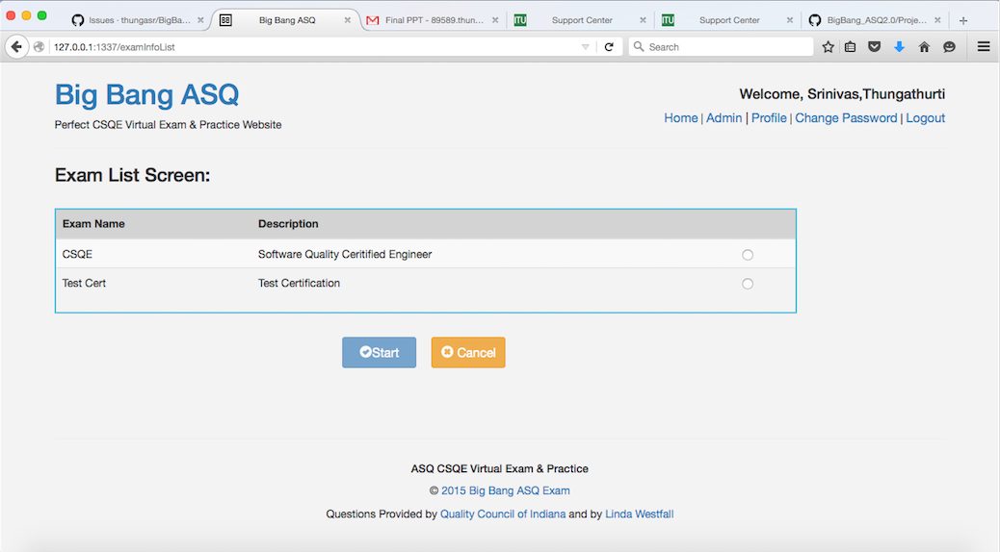 Issues · thungasr/BigBa...
BB
Big Bang ASQ
Final PPT - 89589.thun...
ITU
Support Center
ITU
Support Center
BigBang_ASQ2.0/Proje...
127.0.0.1:1337/examInfoList
Search
Big Bang ASQ
Welcome, Srinivas,Thungathurti
Perfect CSQE Virtual Exam & Practice Website
Home | Admin | Profile | Change Password | Logout
Exam List Screen:
Exam Name Description
CSQE Software Quality Ceritified Engineer
Test Cert Test Certification
Start Cancel
ASQ CSQE Virtual Exam & Practice
© 2015 Big Bang ASQ Exam
Questions Provided by Quality Council of Indiana and by Linda Westfall